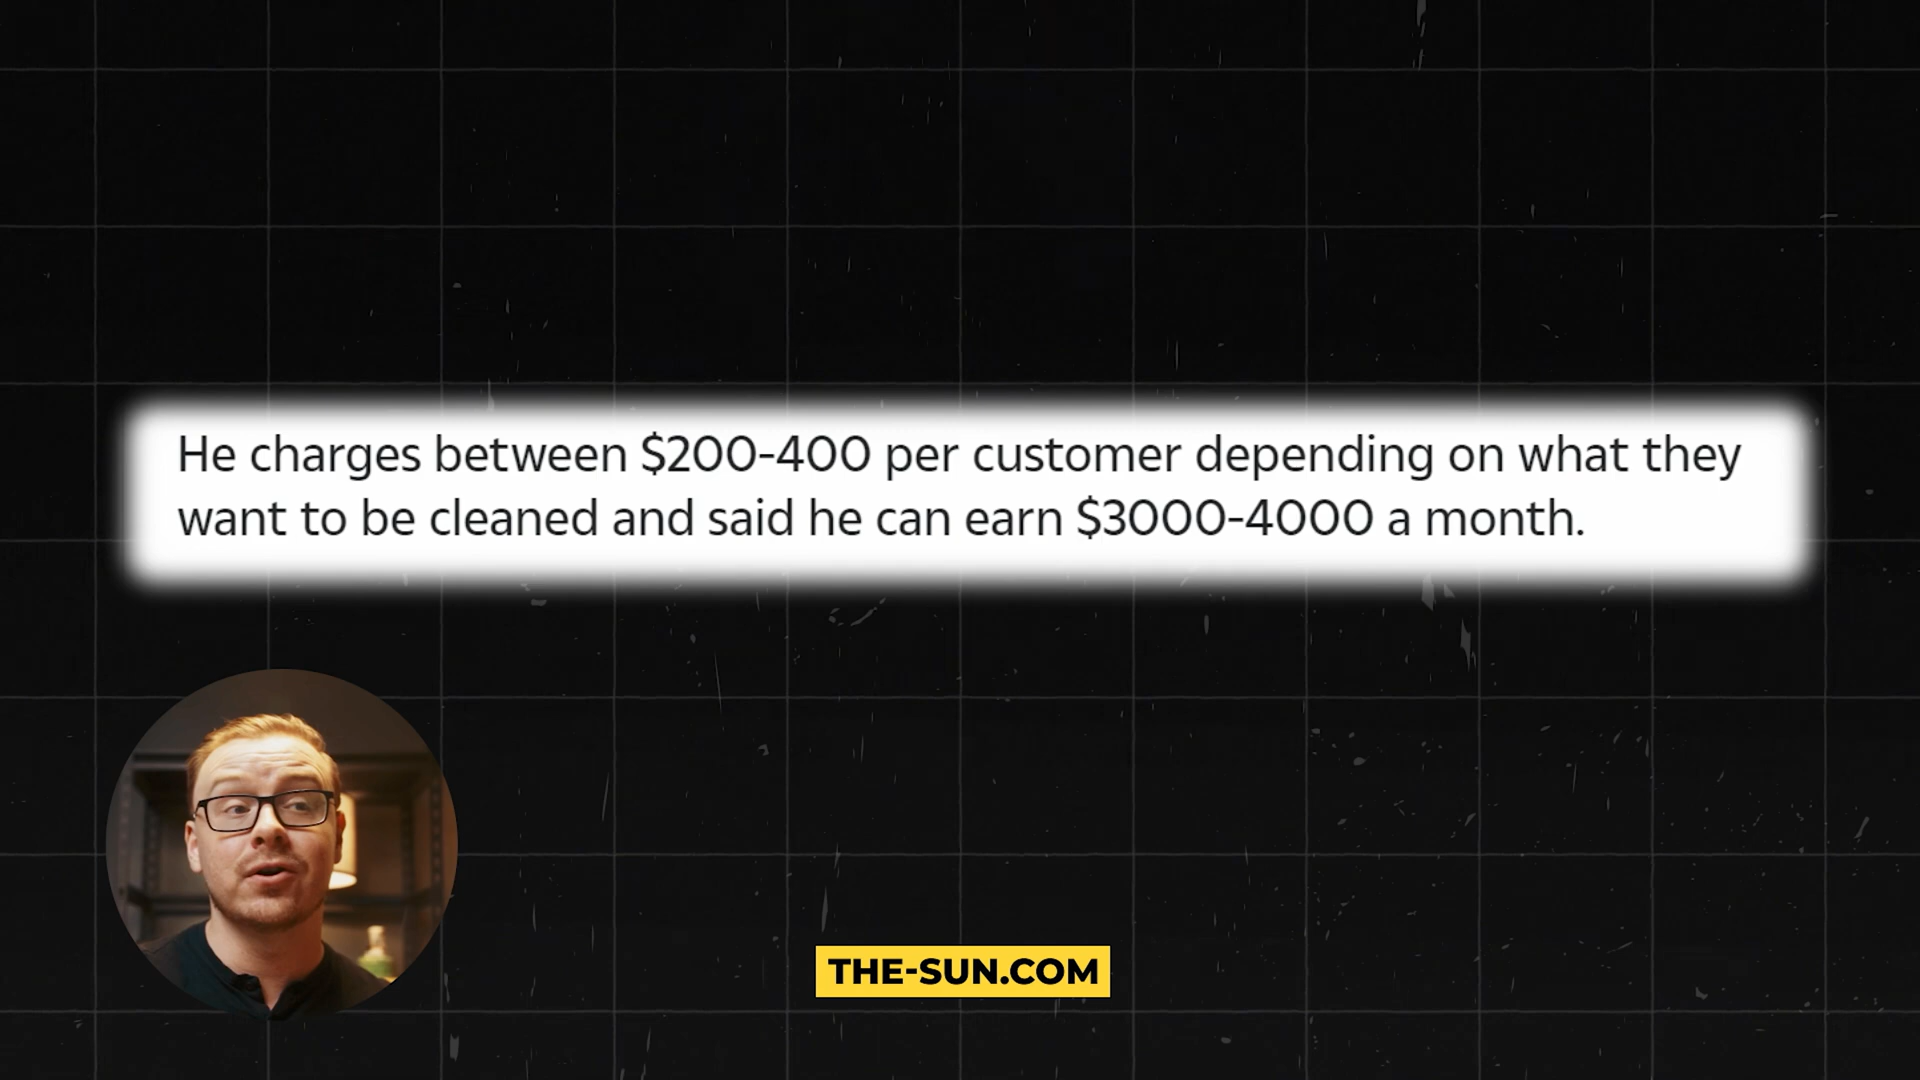 He charges between $200-400 per customer depending on what they
want to be cleaned and said he can earn $3000-4000 a month.
THE-SUN.COM